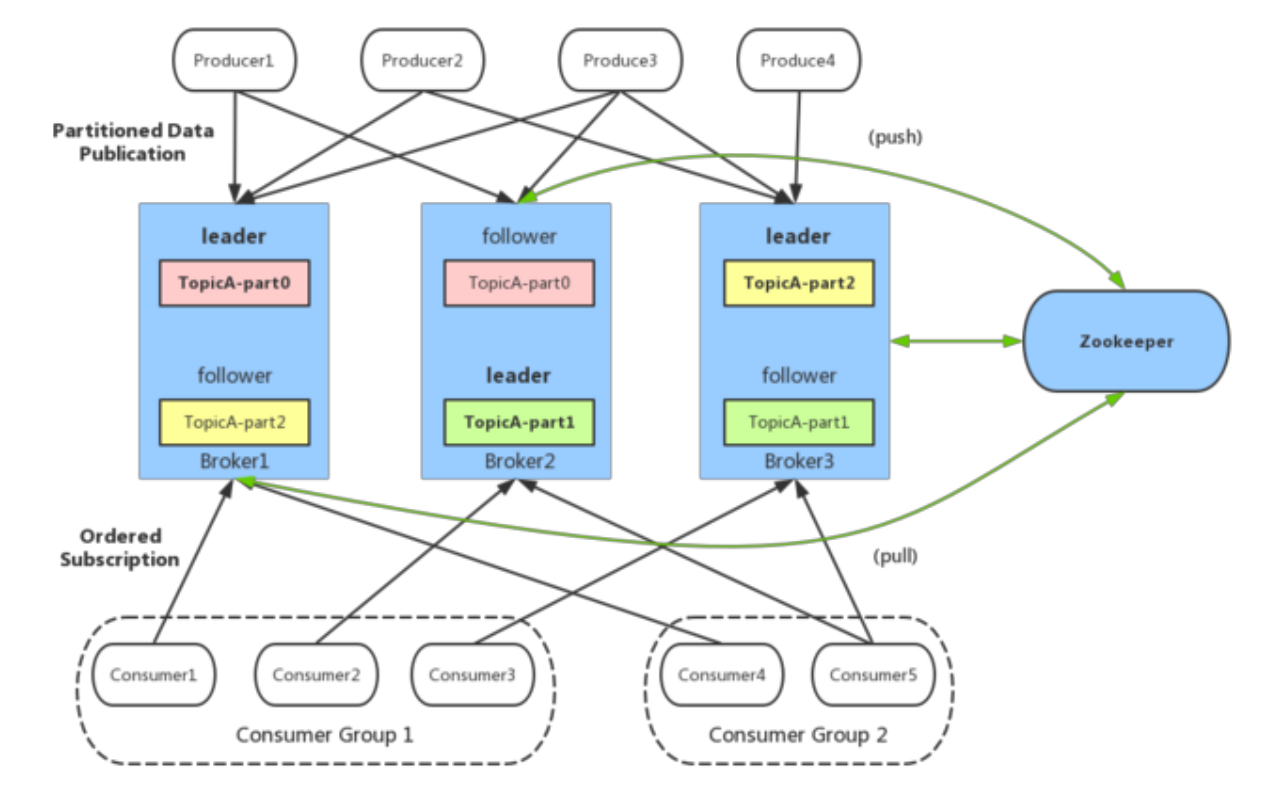 Producer1
Producer2
Produce3
Produce4
Partitioned Data
Publication
(push)
leader
TopicA-part0
follower
TopicA-part2
Broker1
follower
TopicA-part0
leader
TopicA-part1
Broker2
leader
TopicA-part2
follower
TopicA-part1
Broker3
Zookeeper
Ordered
Subscription
(pull)
Consumer1
Consumer2
Consumer3
Consumer Group 1
Consumer4
Consumer5
Consumer Group 2